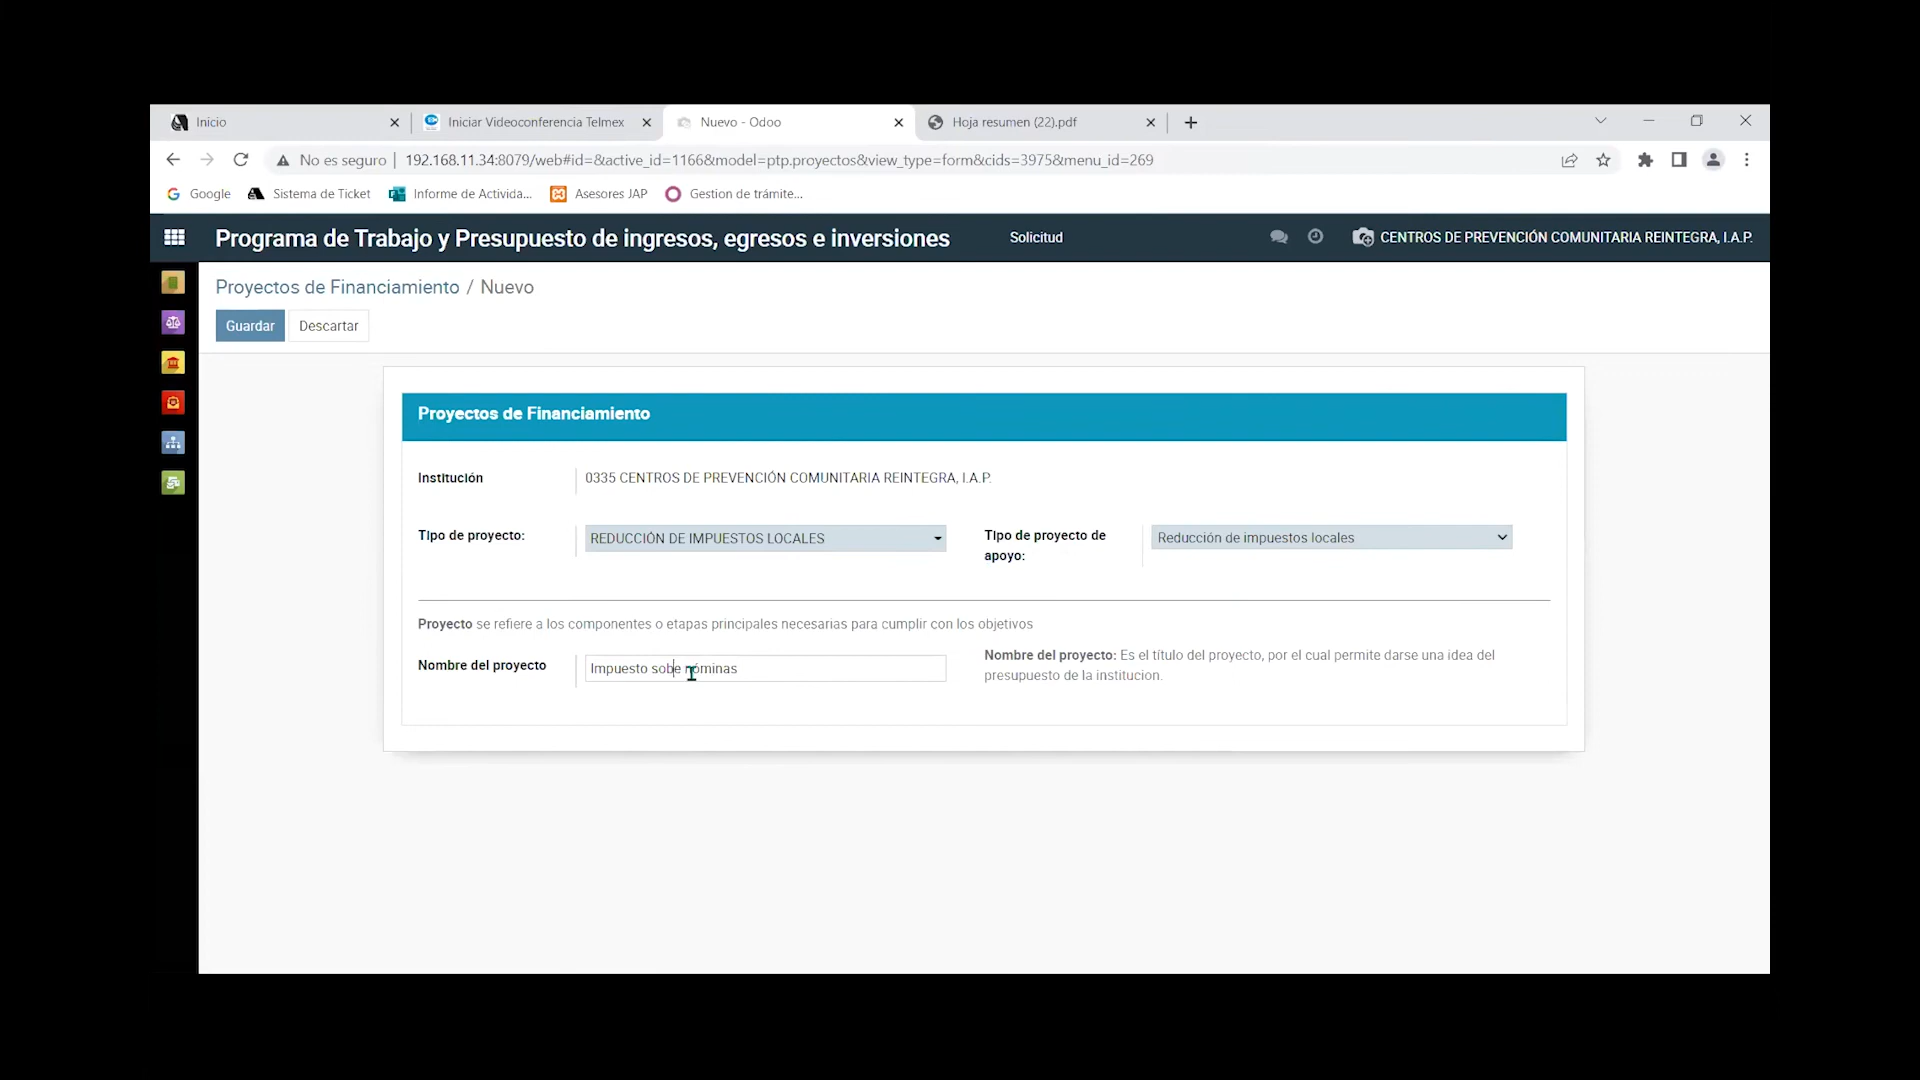 Inicio
Iniciar Videoconferencia Telmex
Nuevo - Odoo
Hoja resumen (22).pdf
No es seguro
192.168.11.34:8079/web#id=&active_id=1166&model=ptp.proyectos&view_type=form&cids=3975&menu_id=269
Google
Sistema de Ticket
Informe de Activida...
Asesores JAP
Gestion de trámite...
Programa de Trabajo y Presupuesto de ingresos, egresos e inversiones
Solicitud
CENTROS DE PREVENCIÓN COMUNITARIA REINTEGRA, I.A.P.
Proyectos de Financiamiento / Nuevo
Guardar
Descartar
Proyectos de Financiamiento
Institución
0335 CENTROS DE PREVENCIÓN COMUNITARIA REINTEGRA, I.A.P.
Tipo de proyecto:
REDUCCIÓN DE IMPUESTOS LOCALES
Tipo de proyecto de
apoyo:
Reducción de impuestos locales
Proyecto se refiere a los componentes o etapas principales necesarias para cumplir con los objetivos
Nombre del proyecto
Impuesto sobe nóminas
Nombre del proyecto: Es el título del proyecto, por el cual permite darse una idea del
presupuesto de la institucion.